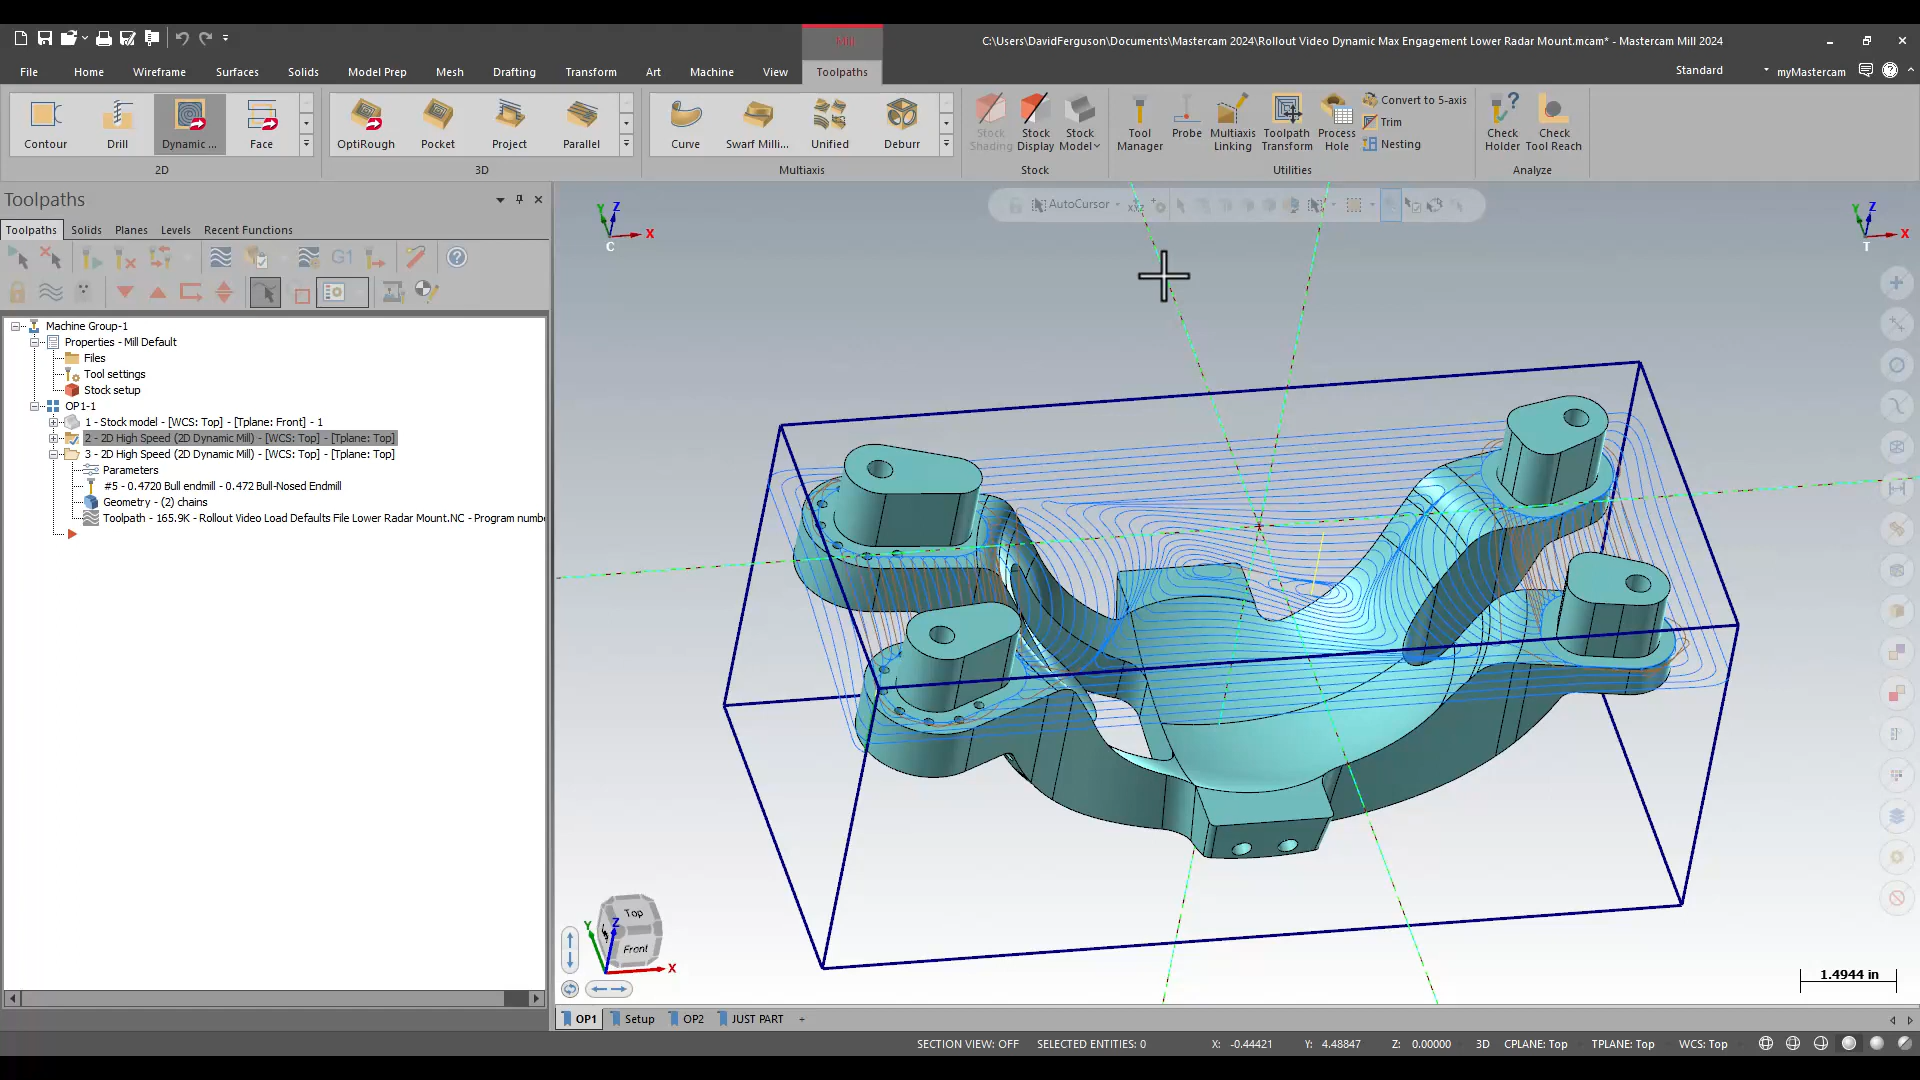 C:\Users\DavidFerguson\Documents\Mastercam 2024\Rollout Video Dynamic Max Engagement Lower Radar Mount.mcam* - Mastercam Mill 2024
File Home Wireframe Surfaces Solids Model Prep Mesh Drafting Transform Art Machine View Toolpaths
Standard myMastercam
Contour Drill Dynamic ... Face
2D
OptiRough Pocket Project Parallel
3D
Curve Swarf Milli... Unified Deburr
Multiaxis
Stock Shading Stock Display Stock Model
Stock
Tool Manager Probe Multiaxis Linking Toolpath Transform Process Hole
Convert to 5-axis
Trim
Nesting
Utilities
Check Holder Check Tool Reach
Analyze
Toolpaths
Toolpaths Solids Planes Levels Recent Functions
G1
Machine Group-1
Properties - Mill Default
Files
Tool settings
Stock setup
OP1-1
1 - Stock model - [WCS: Top] - [Tplane: Front] - 1
2 - 2D High Speed (2D Dynamic Mill) - [WCS: Top] - [Tplane: Top]
3 - 2D High Speed (2D Dynamic Mill) - [WCS: Top] - [Tplane: Top]
Parameters
#5 - 0.4720 Bull endmill - 0.472 Bull-Nosed Endmill
Geometry - (2) chains
Toolpath - 165.9K - Rollout Video Load Defaults File Lower Radar Mount.NC - Program numbe
AutoCursor
Y Z X C
Y Z X T
Top
Front
Y Z X
1.4944 in
OP1 Setup OP2 JUST PART +
SECTION VIEW: OFF SELECTED ENTITIES: 0 X: -0.44421 Y: 4.48847 Z: 0.00000 3D CPLANE: Top TPLANE: Top WCS: Top